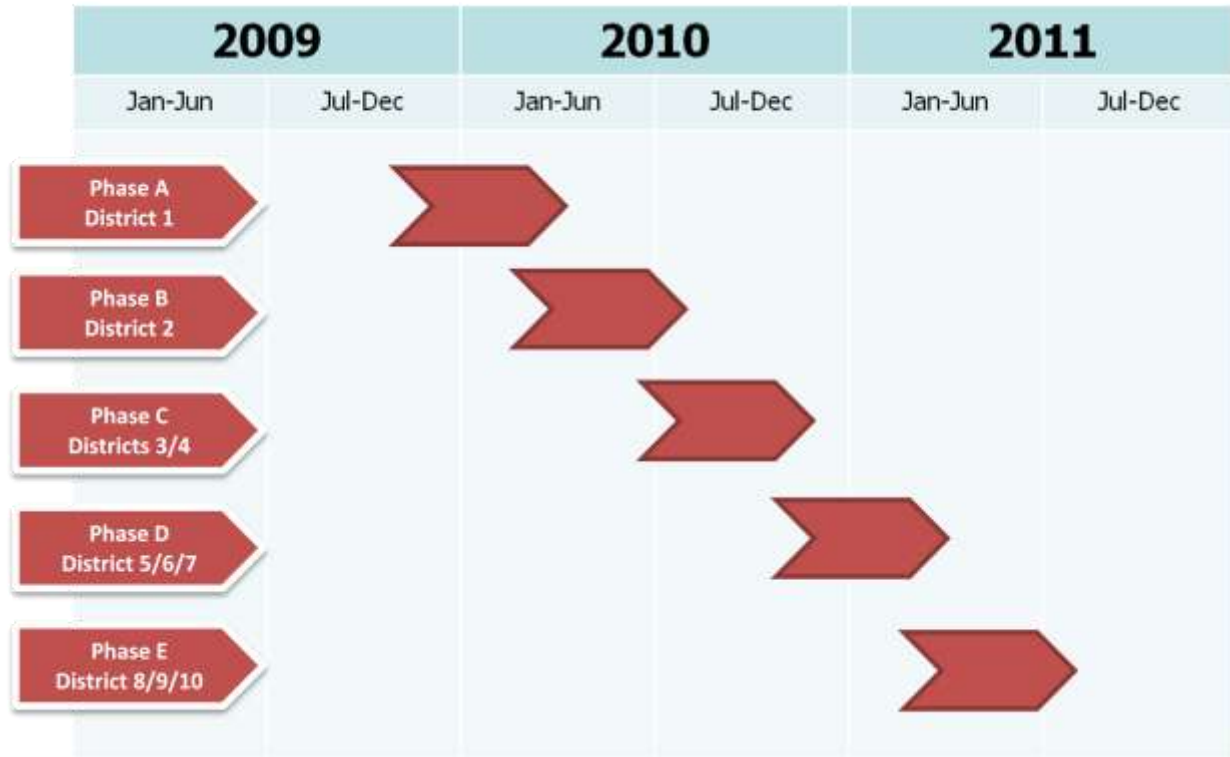 2009 2010 2011
Jan-Jun Jul-Dec Jan-Jun Jul-Dec Jan-Jun Jul-Dec
Phase A
District 1
Phase B
District 2
Phase C
Districts 3/4
Phase D
District 5/6/7
Phase E
District 8/9/10